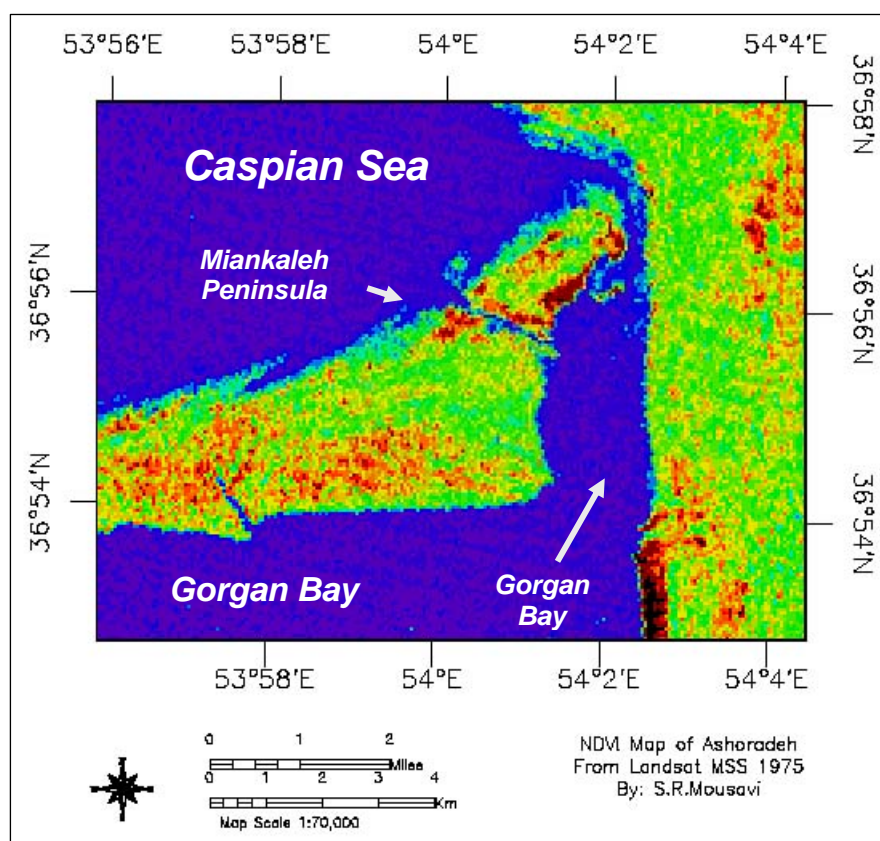 53°56'E 53°58'E 54°E 54°2'E 54°4'E
36°58'N
Caspian Sea
Miankaleh
Peninsula
36°56'N
36°56'N
36°54'N
36°54'N
Gorgan Bay
Gorgan
Bay
53°58'E 54°E 54°2'E 54°4'E
0 1 2
Miles
0 1 2 3 4
Km
Map Scale 1:70,000
NDVI Map of Ashoradeh
From Landsat MSS 1975
By: S.R.Mousavi